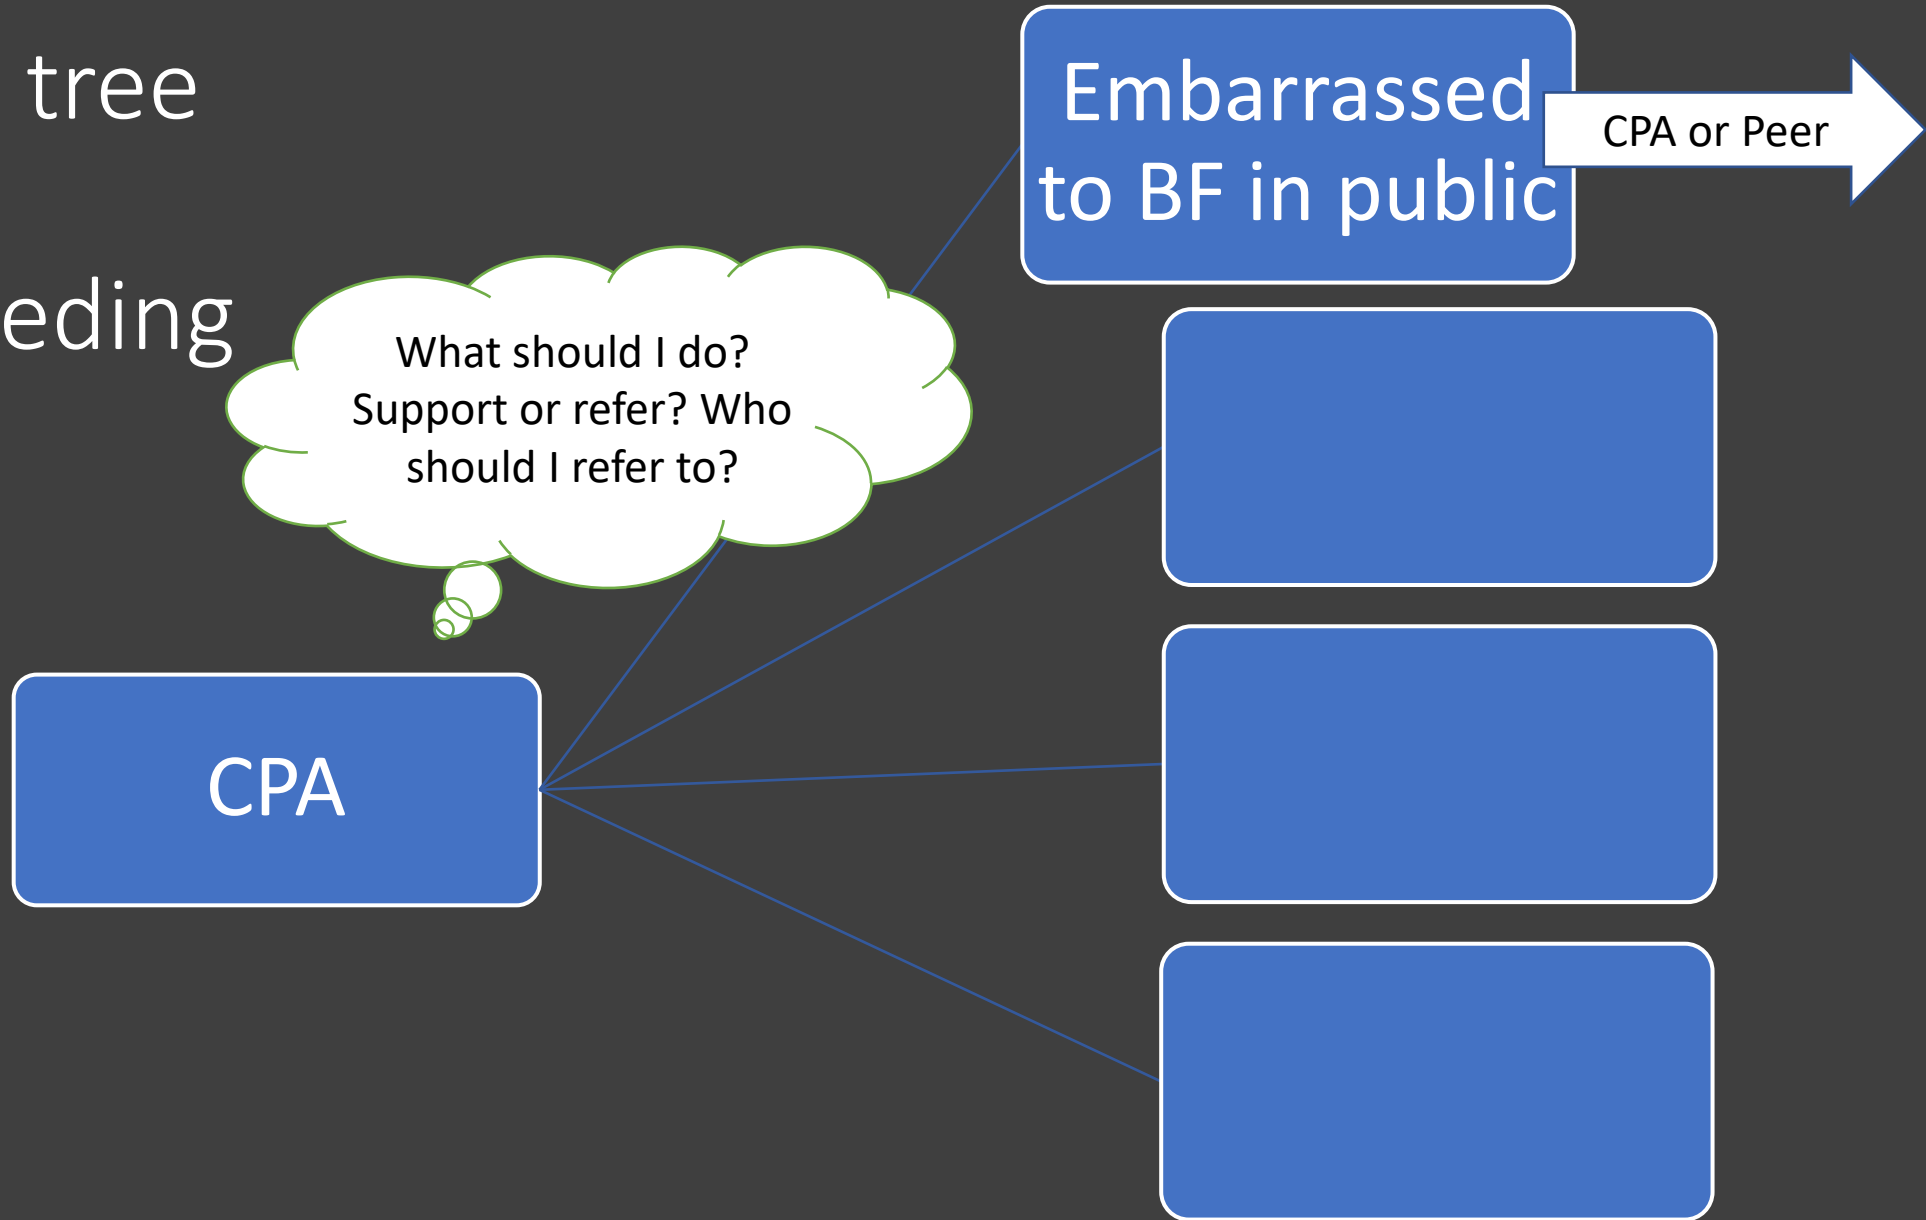 tree
eding
Embarrassed
to BF in public
CPA or Peer
What should I do?
Support or refer? Who
should I refer to?
CPA